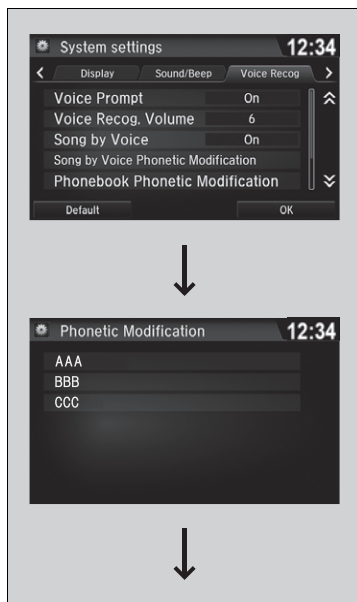 System settings 12:34
Display Sound/Beep Voice Recog
Voice Prompt On
Voice Recog. Volume 6
Song by Voice On
Song by Voice Phonetic Modification
Phonebook Phonetic Modification
Default OK
Phonetic Modification 12:34
AAA
BBB
CCC